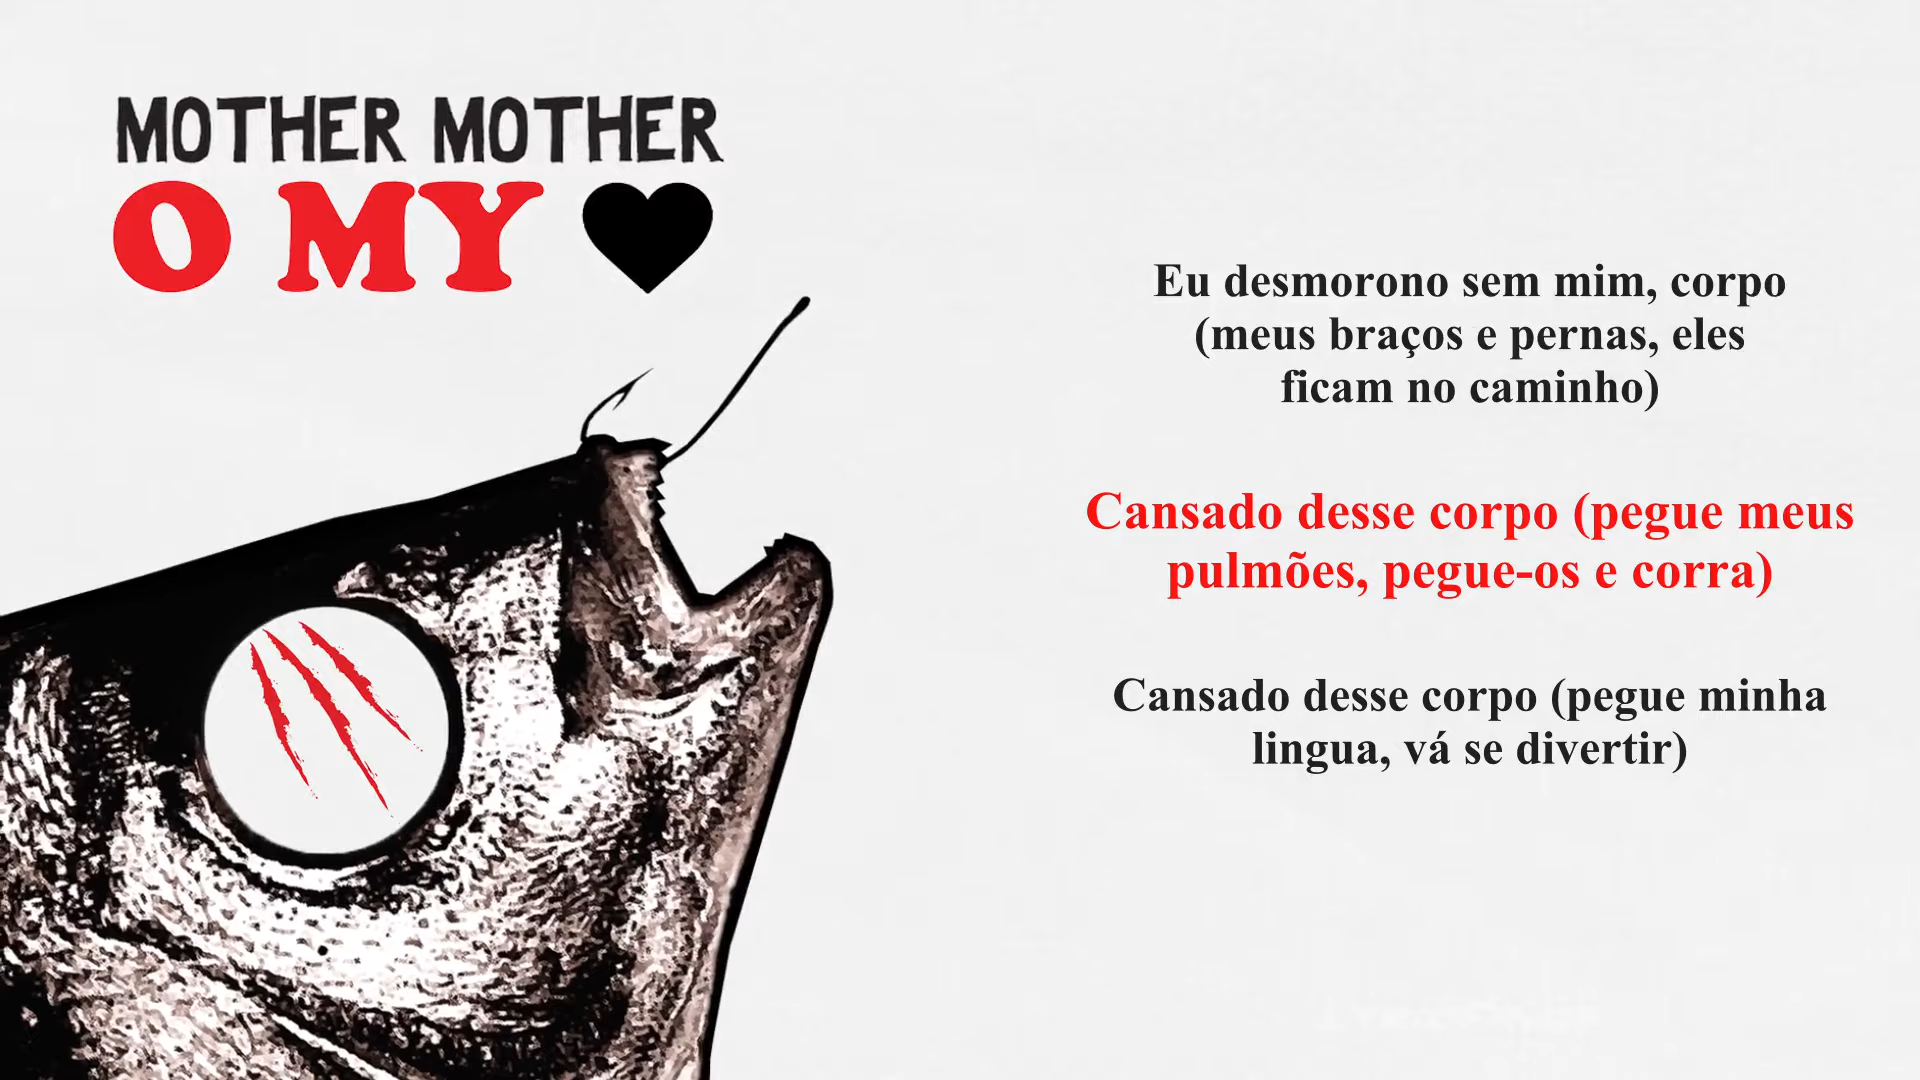 MOTHER MOTHER
O MY
Eu desmorono sem mim, corpo
(meus braços e pernas, eles
ficam no caminho)
Cansado desse corpo (pegue meus
pulmões, pegue-os e corra)
Cansado desse corpo (pegue minha
lingua, vá se divertir)